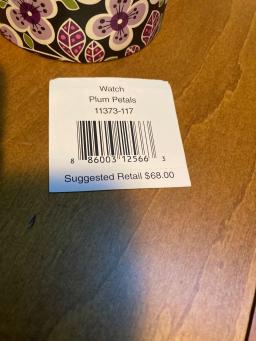 Watch
Plum Petals
11373-117
8 86003 12566 3
Suggested Retail $68.00